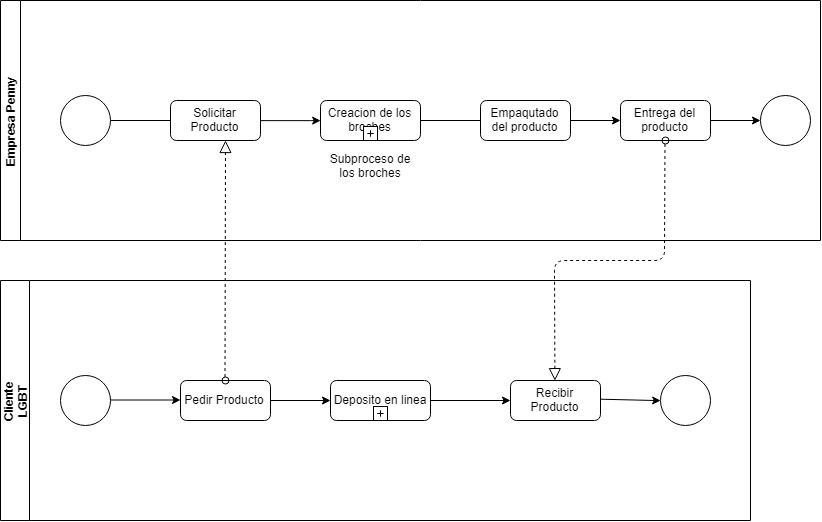 Empresa Penny
Solicitar
Producto
Creacion de los
broches
Subproceso de
los broches
Empaqutado
del producto
Entrega del
producto
Cliente
LGBT
Pedir Producto
Deposito en linea
Recibir
Producto